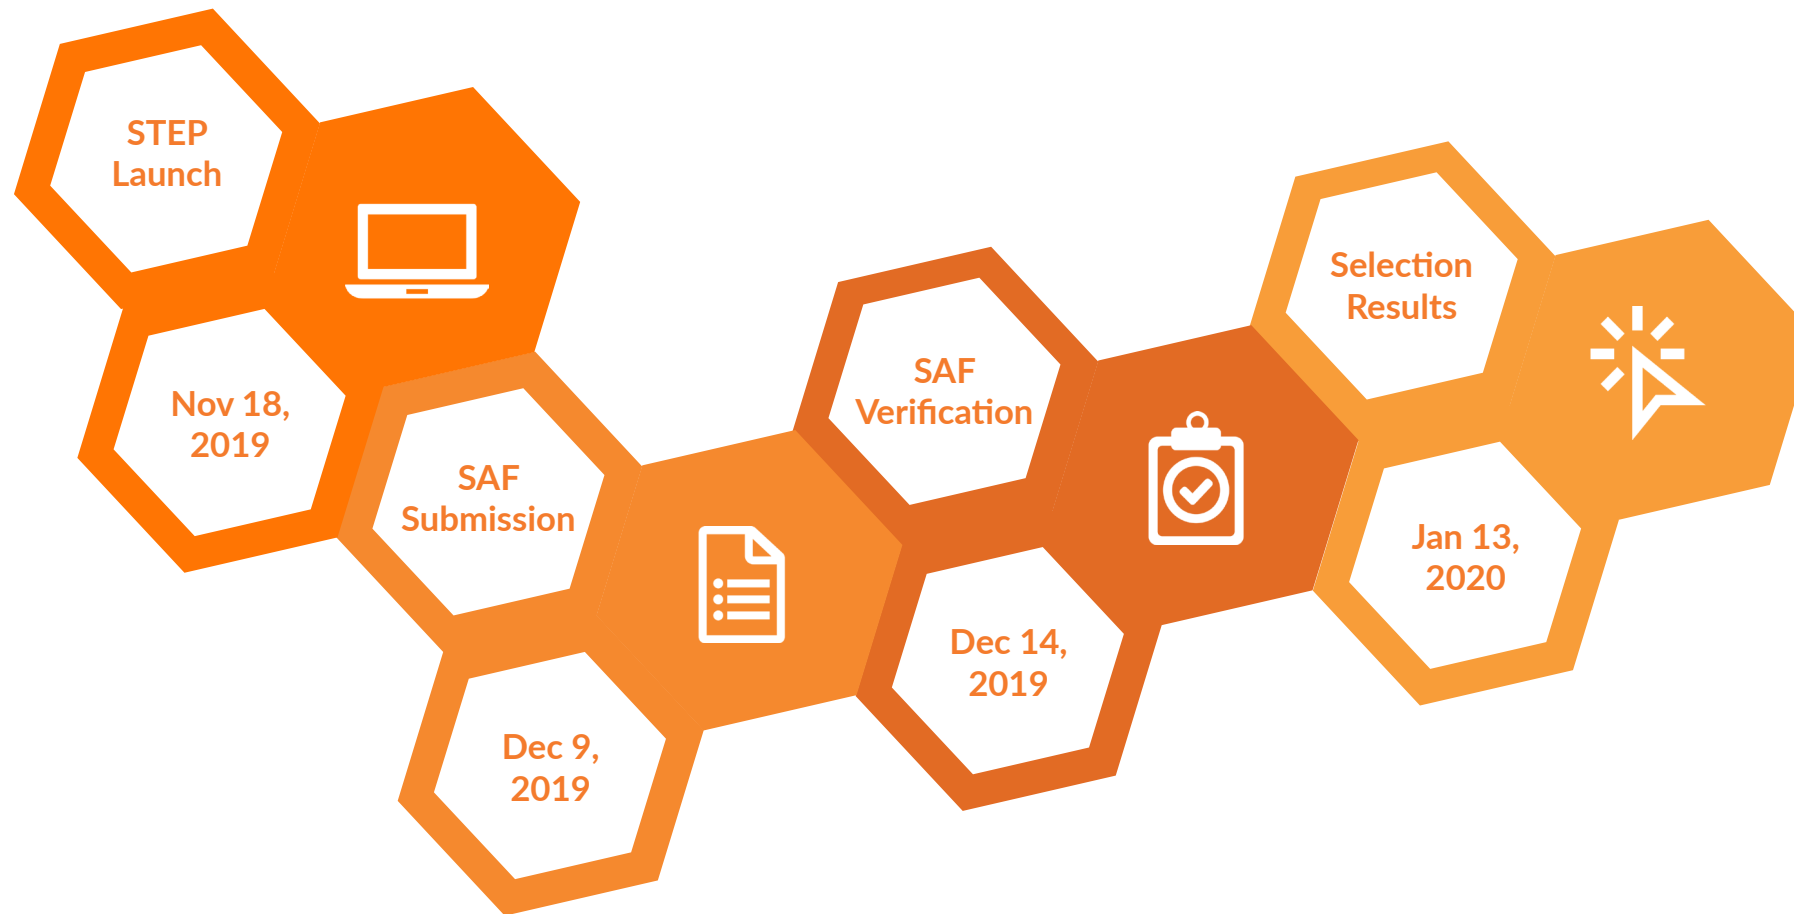 STEP
Launch
Nov 18,
2019
SAF
Submission
Dec 9,
2019
SAF
Verification
Dec 14,
2019
Selection
Results
Jan 13,
2020